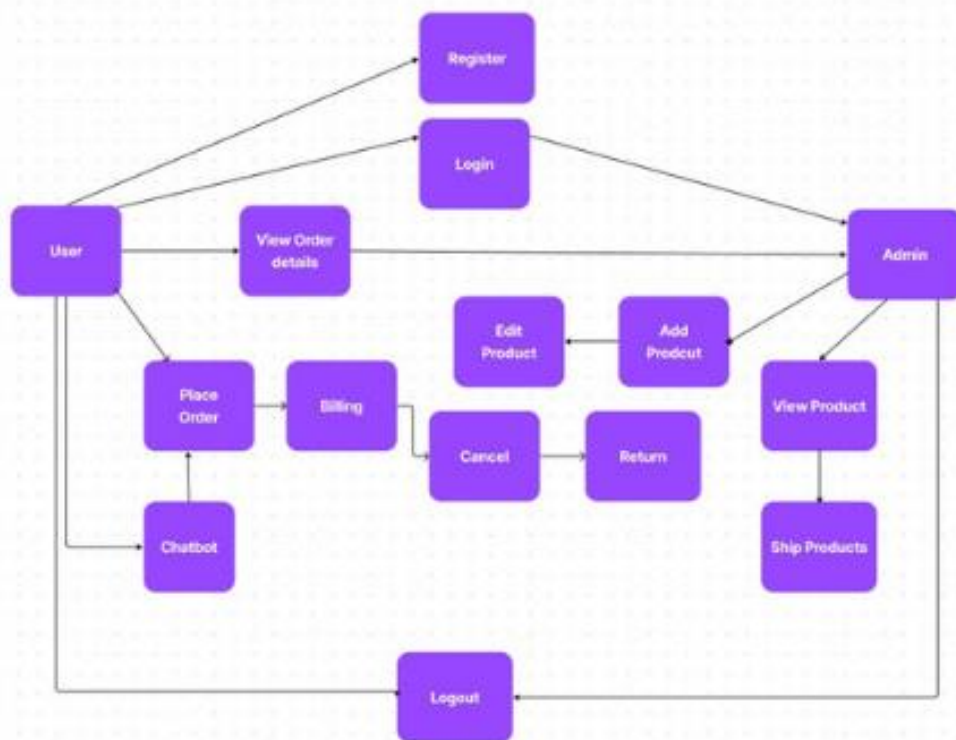 Register
Login
User
View Order
details
Admin
Edit
Product
Add
Prodcut
Place
Order
Billing
View Product
Cancel
Return
Chatbot
Ship Products
Logout